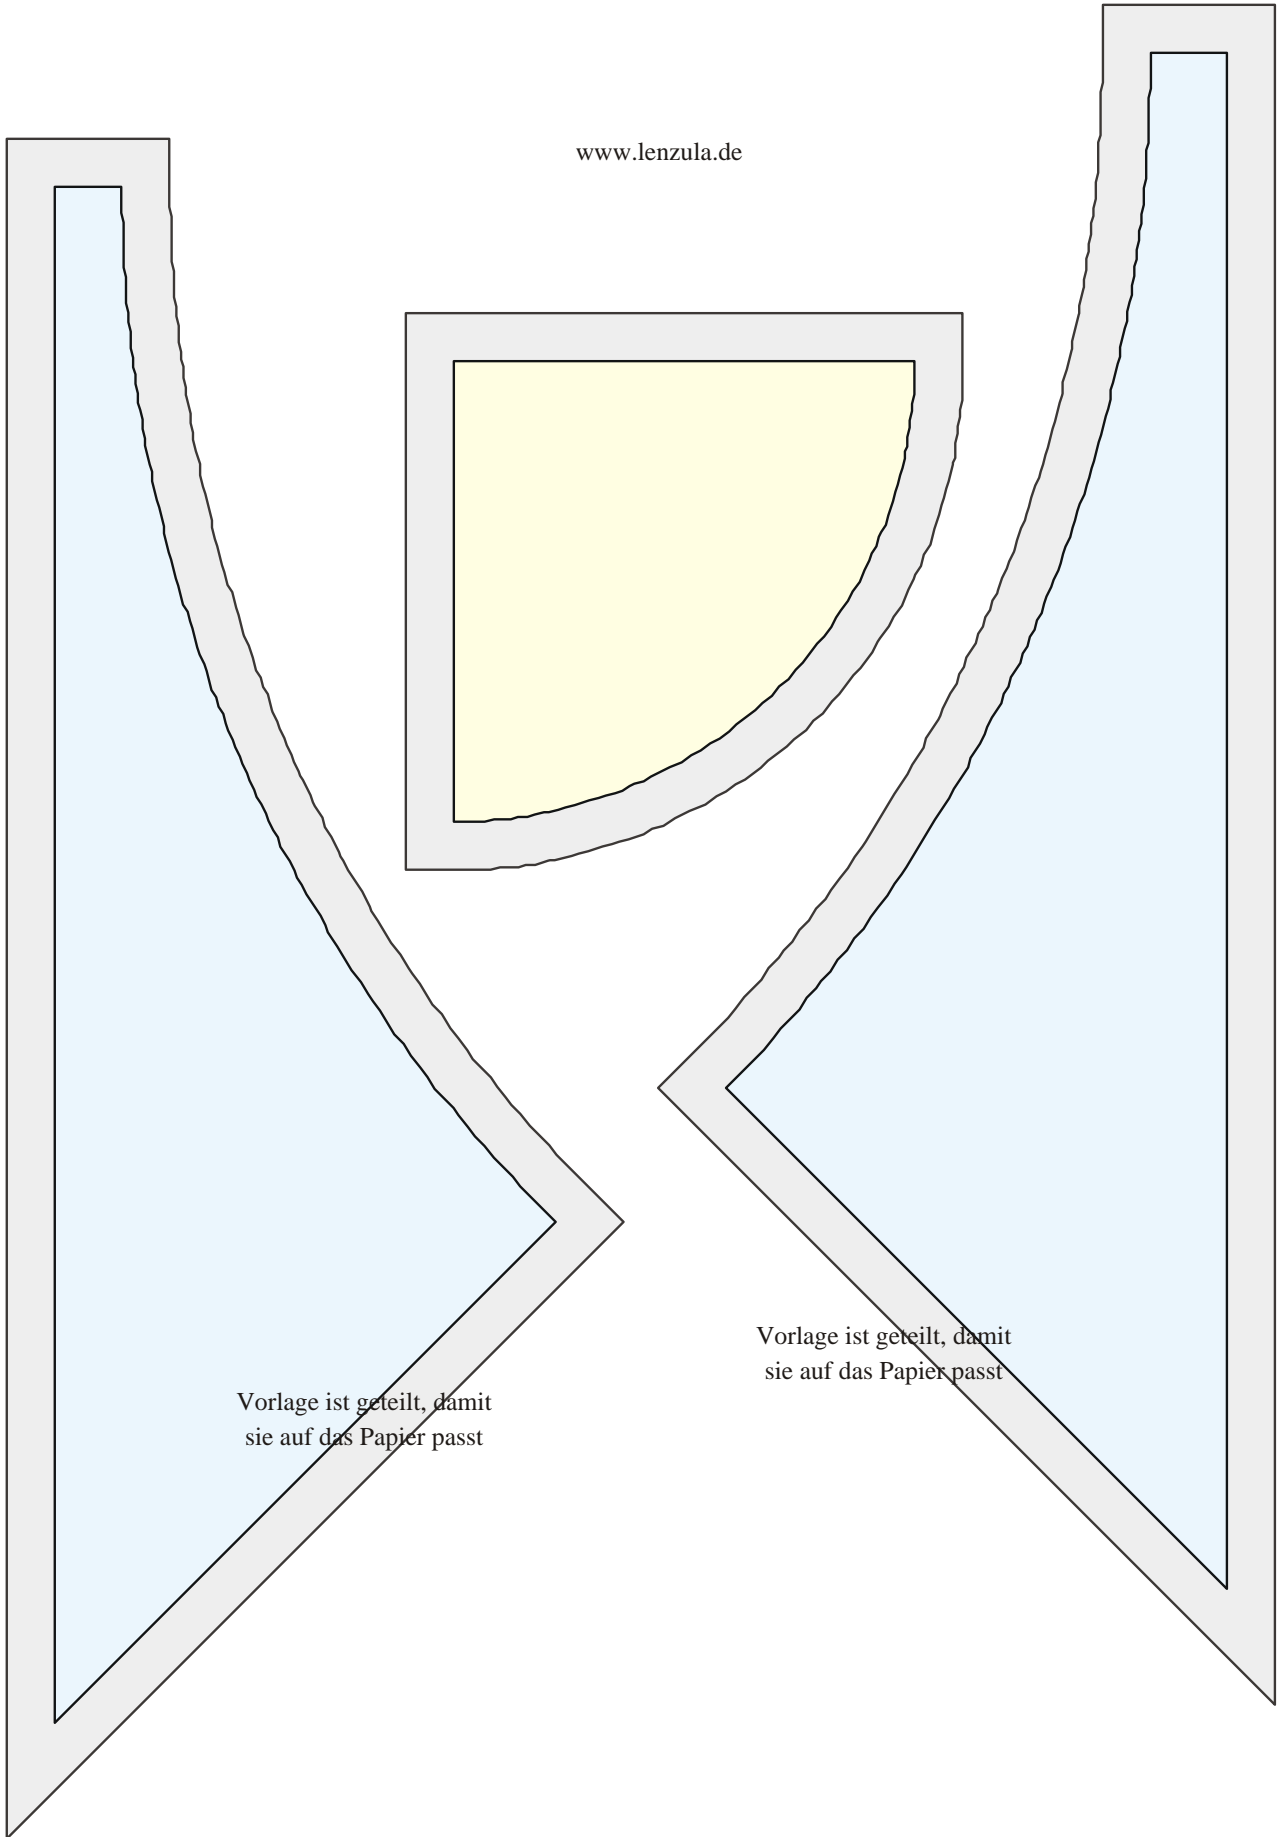 www.lenzula.de
Vorlage ist geteilt, damit
sie auf das Papier passt
Vorlage ist geteilt, damit
sie auf das Papier passt